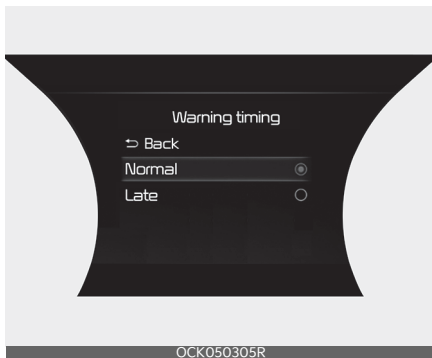 Warning timing
⮌ Back
Normal
Late
OCK050305R